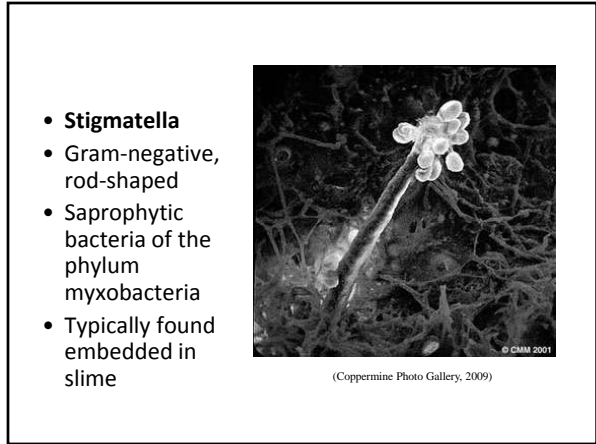 • Stigmatella
• Gram-negative,
rod-shaped
• Saprophytic
bacteria of the
phylum
myxobacteria
• Typically found
embedded in
slime
© CMM 2001
(Coppermine Photo Gallery, 2009)